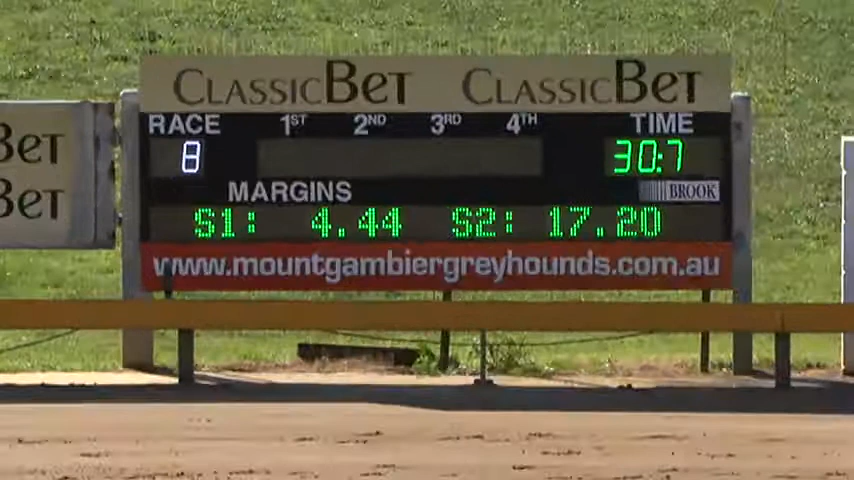 CLASSICBET CLASSICBET
BET
BET
RACE 1ST 2ND 3RD 4TH TIME
8 30:7
MARGINS BROOK
S1: 4.44 S2: 17.20
www.mountgambiergreyhounds.com.au